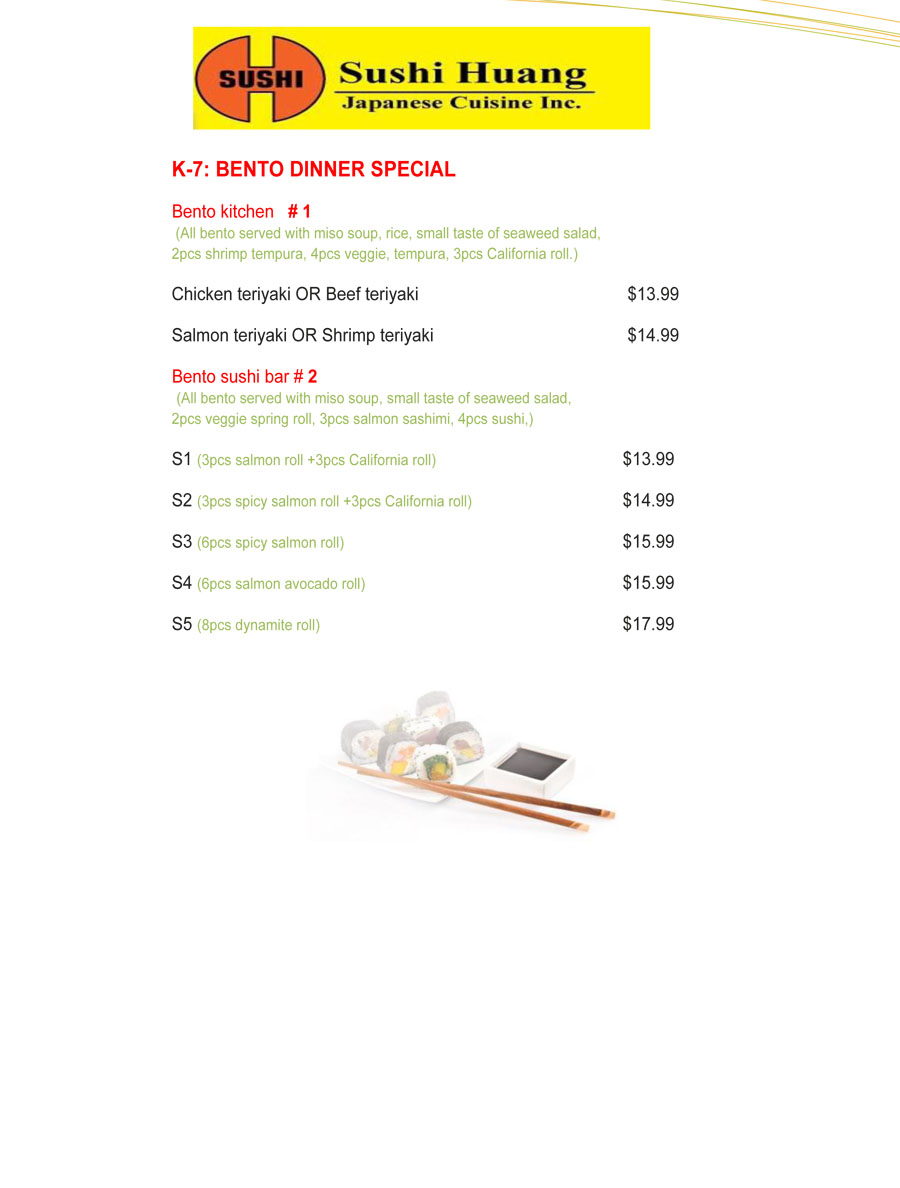 SUSHI
Sushi Huang
Japanese Cuisine Inc.
K-7: BENTO DINNER SPECIAL
Bento kitchen # 1
(All bento served with miso soup, rice, small taste of seaweed salad,
2pcs shrimp tempura, 4pcs veggie, tempura, 3pcs California roll.)
Chicken teriyaki OR Beef teriyaki $13.99
Salmon teriyaki OR Shrimp teriyaki $14.99
Bento sushi bar # 2
(All bento served with miso soup, small taste of seaweed salad,
2pcs veggie spring roll, 3pcs salmon sashimi, 4pcs sushi,)
S1 (3pcs salmon roll +3pcs California roll) $13.99
S2 (3pcs spicy salmon roll +3pcs California roll) $14.99
S3 (6pcs spicy salmon roll) $15.99
S4 (6pcs salmon avocado roll) $15.99
S5 (8pcs dynamite roll) $17.99